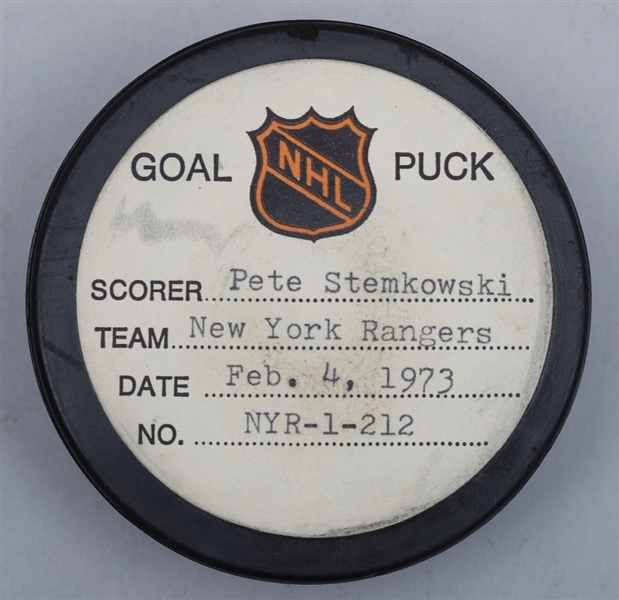 GOAL NHL PUCK
SCORER Pete Stemkowski
TEAM New York Rangers
DATE Feb. 4, 1973
NO. NYR-1-212